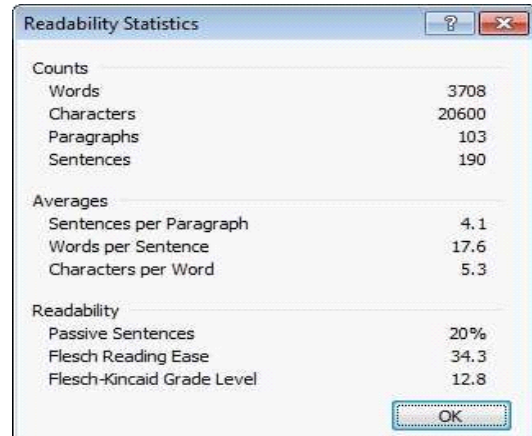 Readability Statistics
Counts
Words 3708
Characters 20600
Paragraphs 103
Sentences 190
Averages
Sentences per Paragraph 4.1
Words per Sentence 17.6
Characters per Word 5.3
Readability
Passive Sentences 20%
Flesch Reading Ease 34.3
Flesch-Kincaid Grade Level 12.8
OK